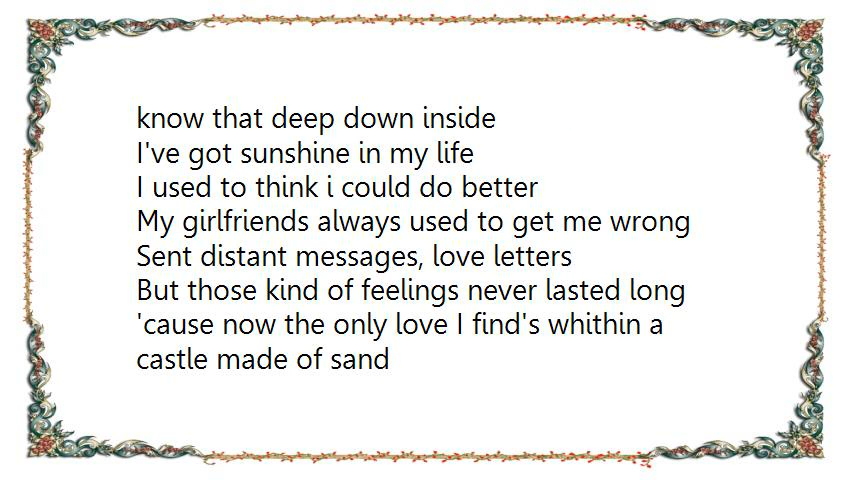 know that deep down inside
I've got sunshine in my life
I used to think i could do better
My girlfriends always used to get me wrong
Sent distant messages, love letters
But those kind of feelings never lasted long
'cause now the only love I find's whithin a
castle made of sand